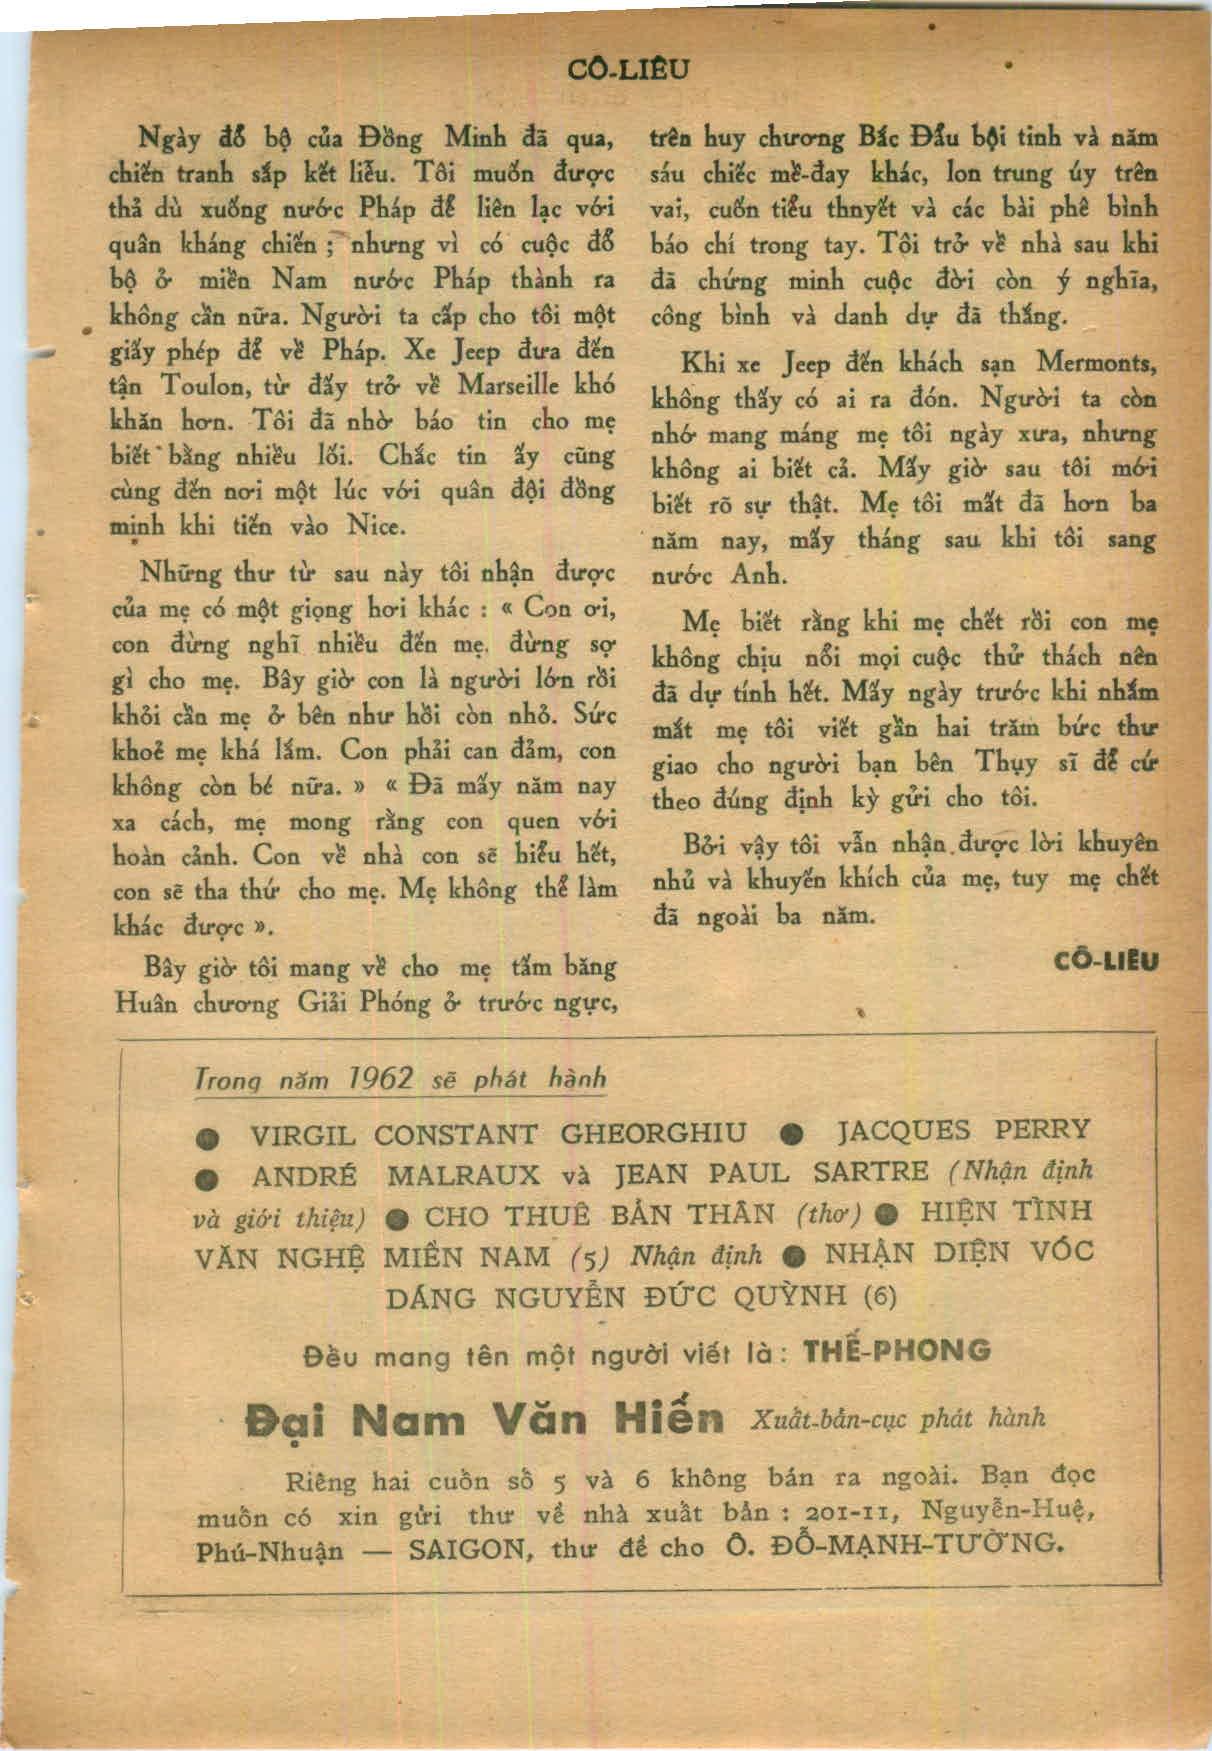 CÔ-LIÊU
Ngày đổ bộ của Đồng Minh đã qua,
chiến tranh sắp kết liễu. Tôi muốn được
thả dù xuống nước Pháp để liên lạc với
quân kháng chiến ; nhưng vì có cuộc đổ
bộ ở miền Nam nước Pháp thành ra
không cần nữa. Người ta cấp cho tôi một
giấy phép để về Pháp. Xe Jeep đưa đến
tận Toulon, từ đấy trở về Marseille khó
khăn hơn. Tôi đã nhờ báo tin cho mẹ
biết bằng nhiều lối. Chắc tin ấy cũng
cùng đến nơi một lúc với quân đội đồng
minh khi tiến vào Nice.
Những thư từ sau này tôi nhận được
của mẹ có một giọng hơi khác : « Con ơi,
con đừng nghĩ nhiều đến mẹ. đừng sợ
gì cho mẹ. Bây giờ con là người lớn rồi
khỏi cần mẹ ở bên như hồi còn nhỏ. Sức
khoẻ mẹ khá lắm. Con phải can đảm, con
không còn bé nữa. » « Đã mấy năm nay
xa cách, mẹ mong rằng con quen với
hoàn cảnh. Con về nhà con sẽ hiểu hết,
con sẽ tha thứ cho mẹ. Mẹ không thể làm
khác được ».
Bây giờ tôi mang về cho mẹ tấm băng
Huân chương Giải Phóng ở trước ngực,
trên huy chương Bắc Đẩu bội tinh và năm
sáu chiếc mề-đay khác, lon trung úy trên
vai, cuốn tiểu thnyết và các bài phê bình
báo chí trong tay. Tôi trở về nhà sau khi
đã chứng minh cuộc đời còn ý nghĩa,
công bình và danh dự đã thắng.
Khi xe Jeep đến khách sạn Mermonts,
không thấy có ai ra đón. Người ta còn
nhớ mang máng mẹ tôi ngày xưa, nhưng
không ai biết cả. Mấy giờ sau tôi mới
biết rõ sự thật. Mẹ tôi mất đã hơn ba
năm nay, mấy tháng sau khi tôi sang
nước Anh.
Mẹ biết rằng khi mẹ chết rồi con mẹ
không chịu nổi mọi cuộc thử thách nên
đã dự tính hết. Mấy ngày trước khi nhắm
mắt mẹ tôi viết gần hai trăm bức thư
giao cho người bạn bên Thụy sĩ để cứ
theo đúng định kỳ gửi cho tôi.
Bởi vậy tôi vẫn nhận được lời khuyên
nhủ và khuyến khích của mẹ, tuy mẹ chết
đã ngoài ba năm.
CÔ-LIÊU
Trong năm 1962 sẽ phát hành
● VIRGIL CONSTANT GHEORGHIU ● JACQUES PERRY
● ANDRÉ MALRAUX và JEAN PAUL SARTRE (Nhận định
và giới thiệu) ● CHO THUÊ BẢN THÂN (thơ) ● HIỆN TÌNH
VĂN NGHỆ MIỀN NAM (5) Nhận định ● NHẬN DIỆN VÓC
DÁNG NGUYỄN ĐỨC QUỲNH (6)
Đều mang tên một người viết là : THẾ-PHONG
Đại Nam Văn Hiến Xuất-bản-cục phát hành
Riêng hai cuốn số 5 và 6 không bán ra ngoài. Bạn đọc
muốn có xin gửi thư về nhà xuất bản : 201-11, Nguyễn-Huệ,
Phú-Nhuận — SAIGON, thư đề cho Ô. ĐỖ-MẠNH-TƯỜNG.